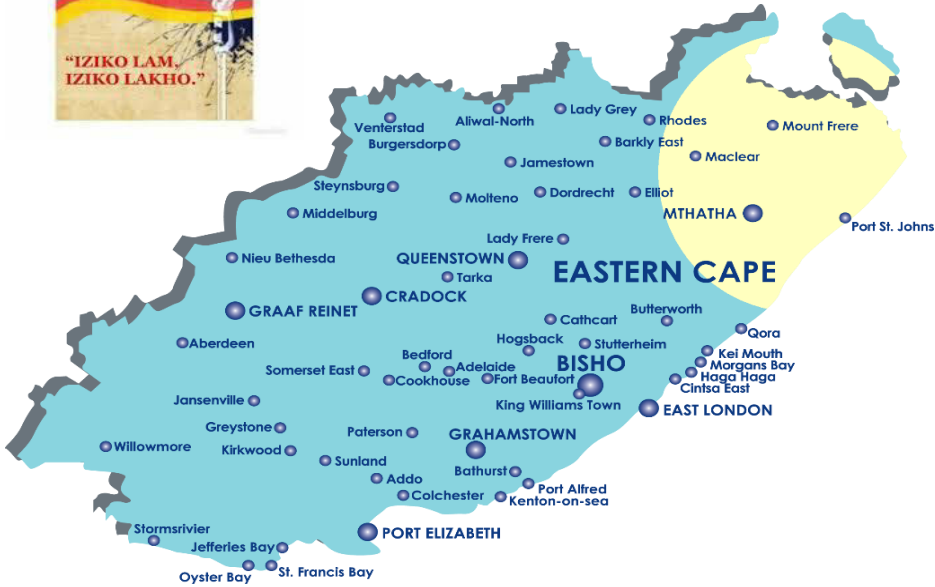 “IZIKO LAM,
IZIKO LAKHO.”
Lady Grey
Aliwal-North
Venterstad
Rhodes
Mount Frere
Burgersdorp
Barkly East
Maclear
Jamestown
Steynsburg
Molteno
Dordrecht
Elliot
Middelburg
MTHATHA
Port St. Johns
Lady Frere
Nieu Bethesda
QUEENSTOWN
EASTERN CAPE
Tarka
CRADOCK
GRAAF REINET
Butterworth
Cathcart
Qora
Hogsback
Stutterheim
Aberdeen
Kei Mouth
Bedford
BISHO
Morgans Bay
Somerset East
Adelaide
Haga Haga
Cookhouse
Fort Beaufort
Cintsa East
Jansenville
King Williams Town
EAST LONDON
Greystone
Paterson
GRAHAMSTOWN
Willowmore
Kirkwood
Sunland
Bathurst
Addo
Port Alfred
Colchester
Kenton-on-sea
Stormsrivier
PORT ELIZABETH
Jefferies Bay
St. Francis Bay
Oyster Bay